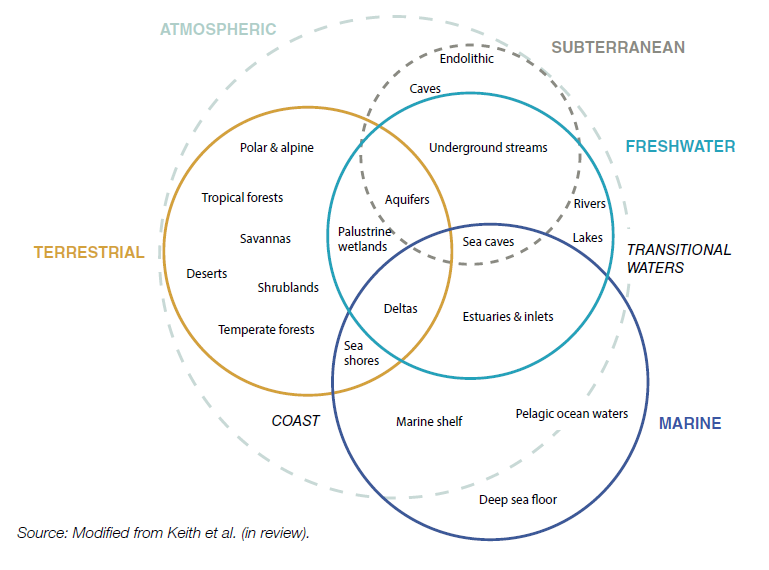 ATMOSPHERIC
SUBTERRANEAN
Endolithic
Caves
FRESHWATER
Polar & alpine
Underground streams
Tropical forests
Aquifers
Rivers
Palustrine
wetlands
Savannas
Sea caves
Lakes
TERRESTRIAL
TRANSITIONAL
WATERS
Deserts
Shrublands
Deltas
Estuaries & inlets
Temperate forests
Sea
shores
COAST
Marine shelf
Pelagic ocean waters
MARINE
Deep sea floor
Source: Modified from Keith et al. (in review).